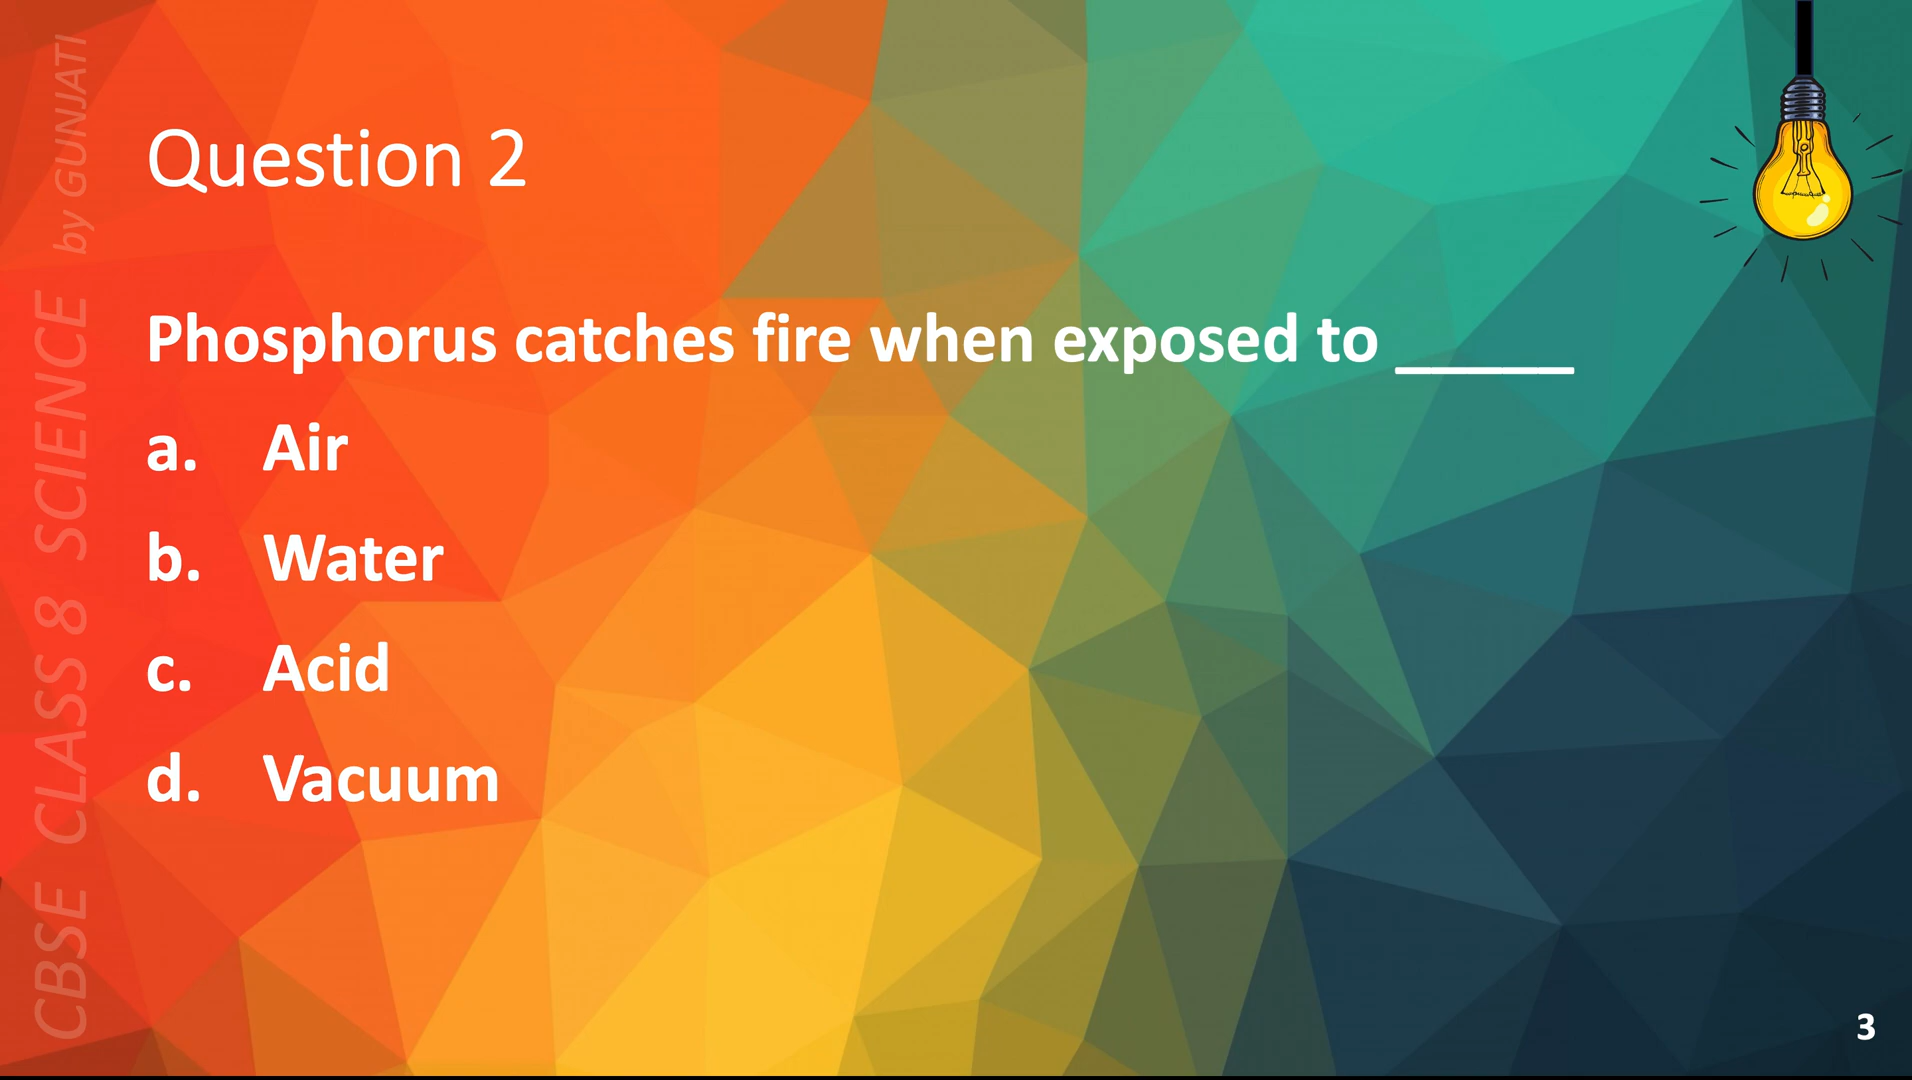 CBSE CLASS 8 SCIENCE by GUNJATI
Question 2
Phosphorus catches fire when exposed to _____
a. Air
b. Water
c. Acid
d. Vacuum
3